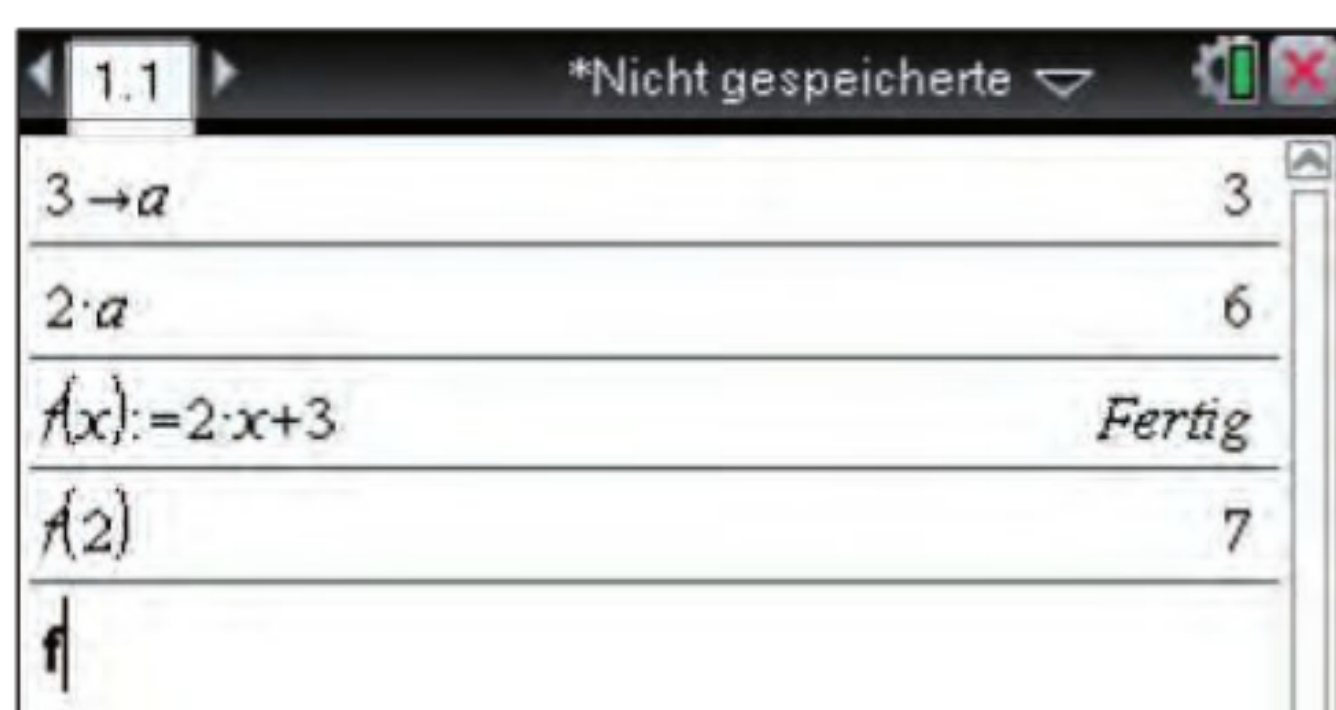 1.1 *Nicht gespeicherte
3→a 3
2·a 6
f(x):=2·x+3 Fertig
f(2) 7
f